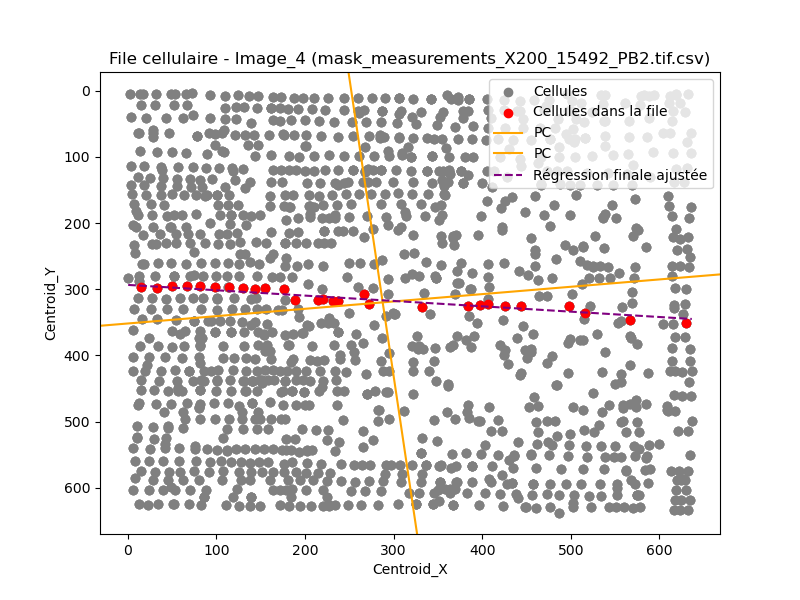 File cellulaire - Image_4 (mask_measurements_X200_15492_PB2.tif.csv)
Cellules
Cellules dans la file
PC
PC
Régression finale ajustée
0
100
200
300
400
500
600
Centroid_Y
0 100 200 300 400 500 600
Centroid_X